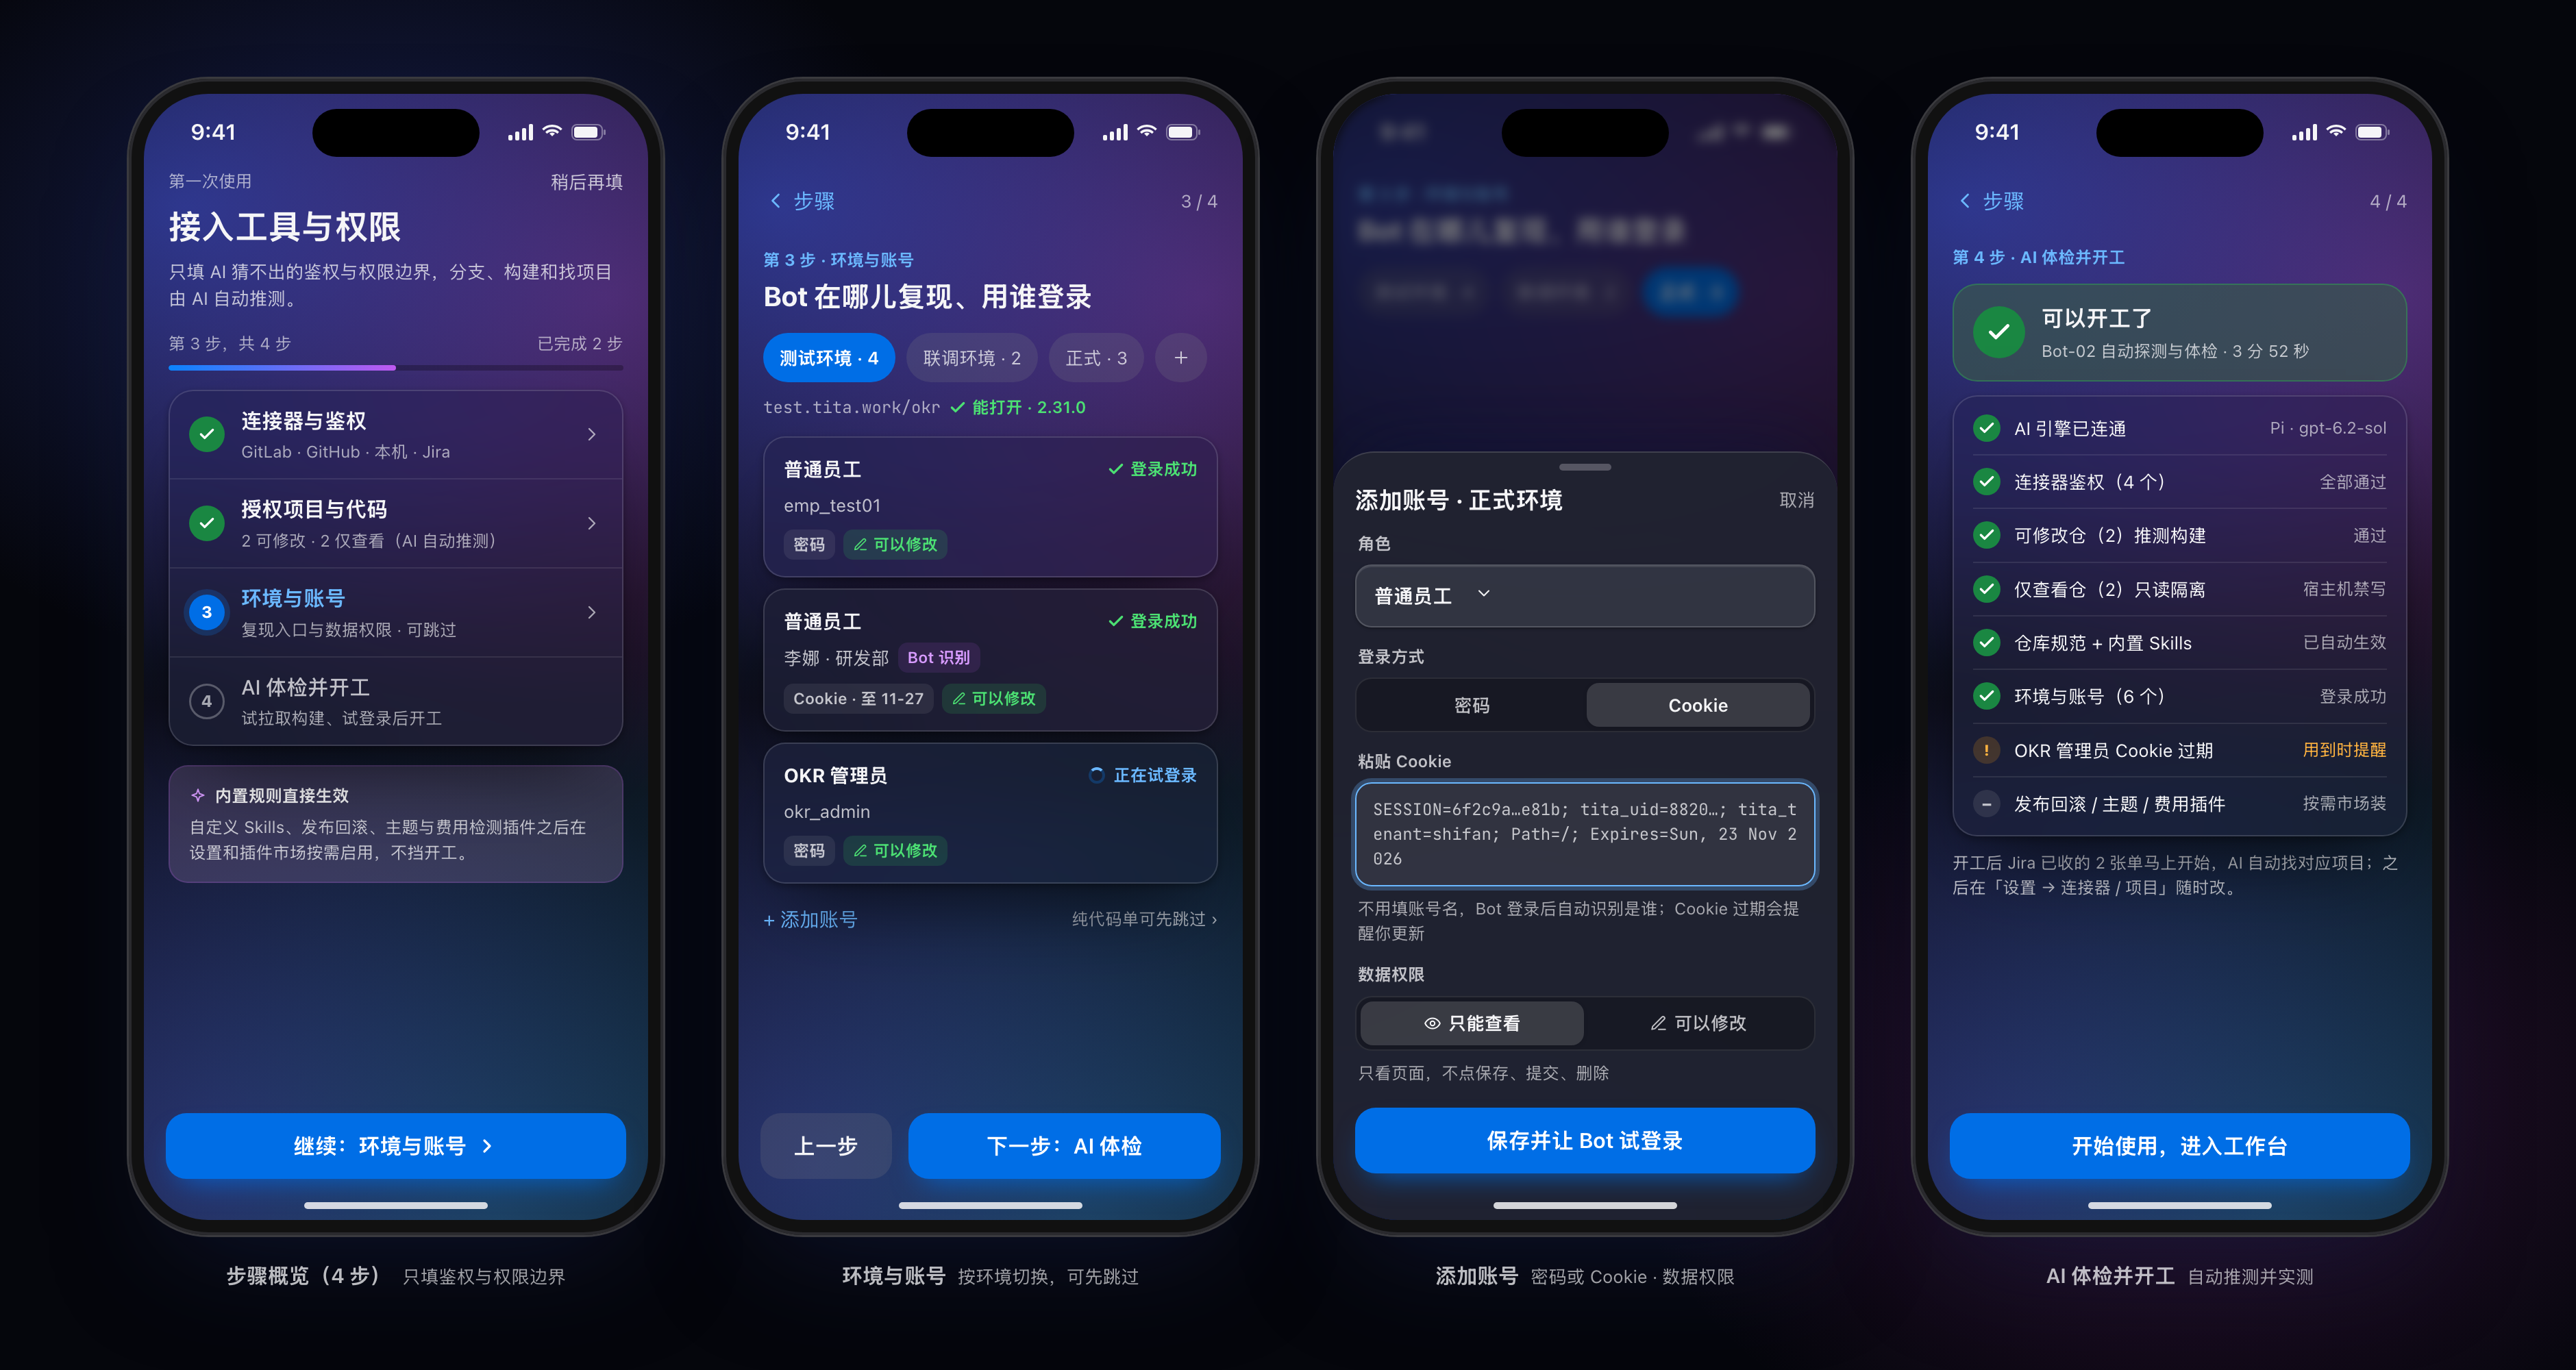 9:41
第一次使用
稍后再填
接入工具与权限
只填 AI 猜不出的鉴权与权限边界，分支、构建和找项目
由 AI 自动推测。
第 3 步，共 4 步
已完成 2 步
连接器与鉴权
GitLab · GitHub · 本机 · Jira
授权项目与代码
2 可修改 · 2 仅查看（AI 自动推测）
3
环境与账号
复现入口与数据权限 · 可跳过
4
AI 体检并开工
试拉取构建、试登录后开工
内置规则直接生效
自定义 Skills、发布回滚、主题与费用检测插件之后在
设置和插件市场按需启用，不挡开工。
继续：环境与账号
步骤概览（4 步） 只填鉴权与权限边界
9:41
步骤
3 / 4
第 3 步 · 环境与账号
Bot 在哪儿复现、用谁登录
测试环境 · 4
联调环境 · 2
正式 · 3
+
test.tita.work/okr 能打开 · 2.31.0
普通员工
登录成功
emp_test01
密码
可以修改
普通员工
登录成功
李娜 · 研发部 Bot 识别
Cookie · 至 11-27
可以修改
OKR 管理员
正在试登录
okr_admin
密码
可以修改
+ 添加账号
纯代码单可先跳过 ›
上一步
下一步：AI 体检
环境与账号 按环境切换，可先跳过
Bot 在哪儿复现、用谁登录
添加账号 · 正式环境
取消
角色
普通员工
登录方式
密码
Cookie
粘贴 Cookie
SESSION=6f2c9a…e81b; tita_uid=8820…; tita_t
enant=shifan; Path=/; Expires=Sun, 23 Nov 2
026
不用填账号名，Bot 登录后自动识别是谁；Cookie 过期会提
醒你更新
数据权限
只能查看
可以修改
只看页面，不点保存、提交、删除
保存并让 Bot 试登录
添加账号 密码或 Cookie · 数据权限
9:41
步骤
4 / 4
第 4 步 · AI 体检并开工
可以开工了
Bot-02 自动探测与体检 · 3 分 52 秒
AI 引擎已连通
Pi · gpt-6.2-sol
连接器鉴权（4 个）
全部通过
可修改仓（2）推测构建
通过
仅查看仓（2）只读隔离
宿主机禁写
仓库规范 + 内置 Skills
已自动生效
环境与账号（6 个）
登录成功
OKR 管理员 Cookie 过期
用到时提醒
发布回滚 / 主题 / 费用插件
按需市场装
开工后 Jira 已收的 2 张单马上开始，AI 自动找对应项目；之
后在「设置 → 连接器 / 项目」随时改。
开始使用，进入工作台
AI 体检并开工 自动推测并实测